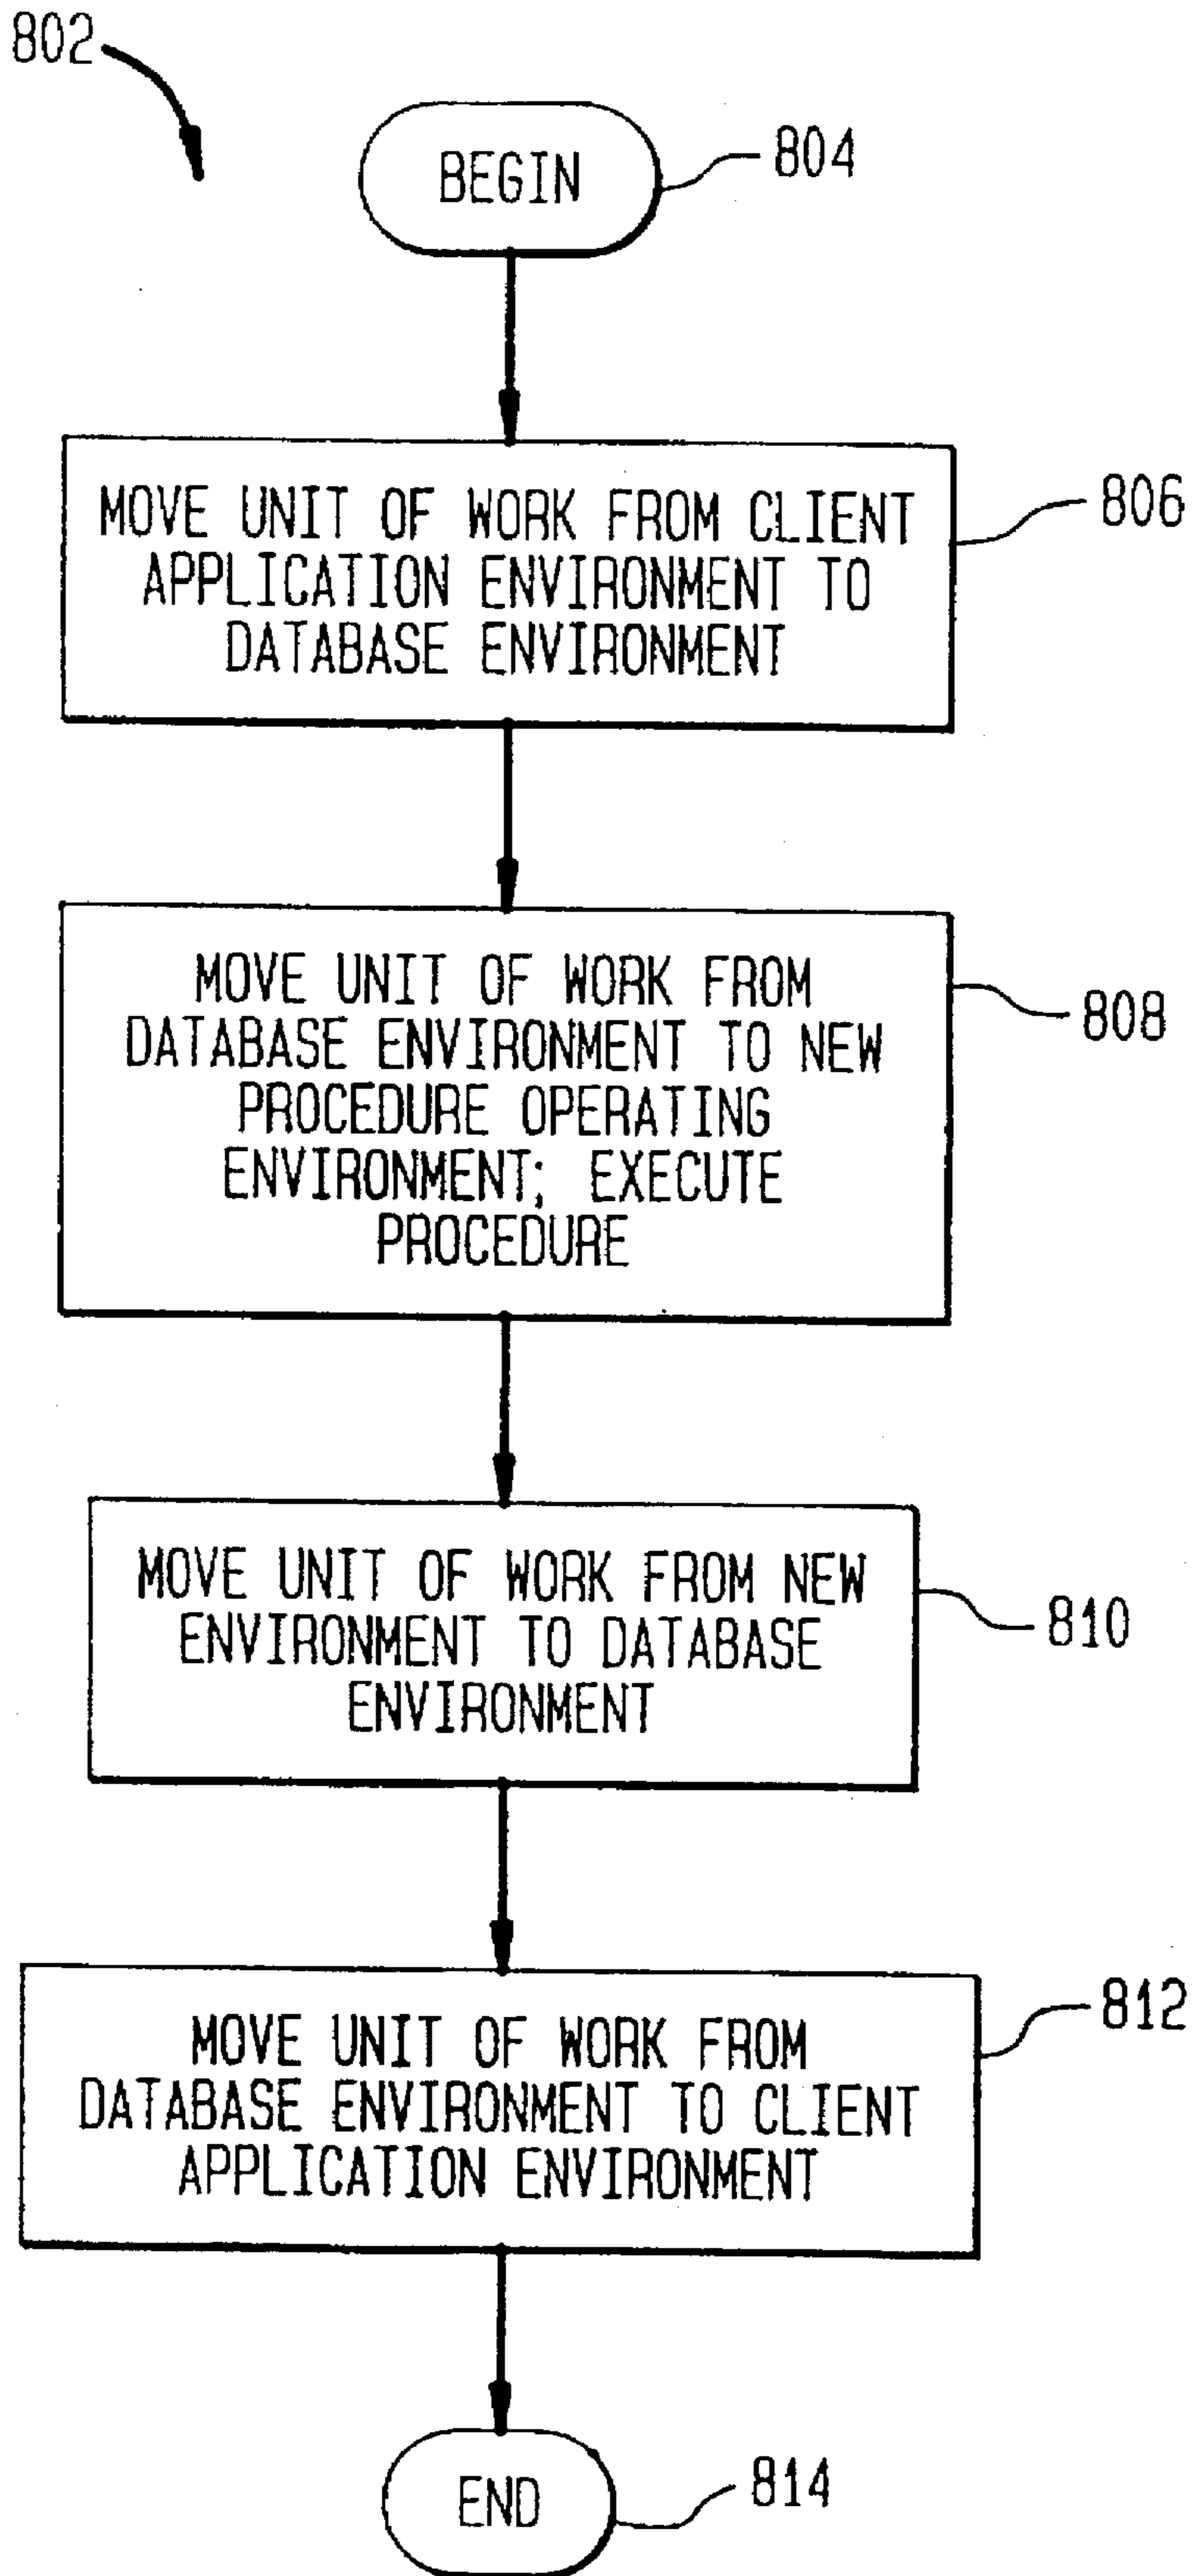 802
BEGIN
804
MOVE UNIT OF WORK FROM CLIENT
APPLICATION ENVIRONMENT TO
DATABASE ENVIRONMENT
806
MOVE UNIT OF WORK FROM
DATABASE ENVIRONMENT TO NEW
PROCEDURE OPERATING
ENVIRONMENT; EXECUTE
PROCEDURE
808
MOVE UNIT OF WORK FROM NEW
ENVIRONMENT TO DATABASE
ENVIRONMENT
810
MOVE UNIT OF WORK FROM
DATABASE ENVIRONMENT TO CLIENT
APPLICATION ENVIRONMENT
812
END
814